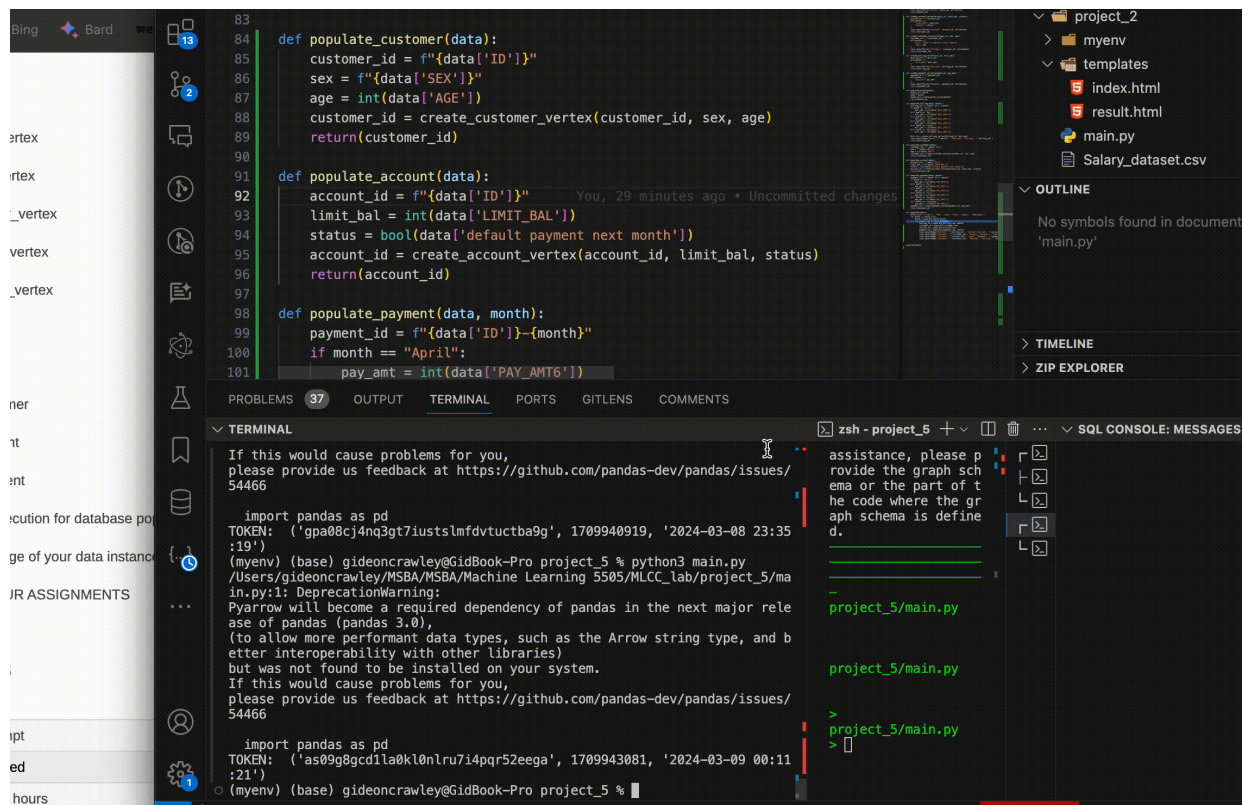 Bing
Bard
we
ertex
ertex
_vertex
vertex
_vertex
ner
nt
ent
ecution for database pop
ge of your data instance
UR ASSIGNMENTS
npt
ed
hours
13
2
1
83
84 def populate_customer(data):
85 customer_id = f"{data['ID']}"
86 sex = f"{data['SEX']}"
87 age = int(data['AGE'])
88 customer_id = create_customer_vertex(customer_id, sex, age)
89 return(customer_id)
90
91 def populate_account(data):
92 account_id = f"{data['ID']}" You, 29 minutes ago • Uncommitted changes
93 limit_bal = int(data['LIMIT_BAL'])
94 status = bool(data['default payment next month'])
95 account_id = create_account_vertex(account_id, limit_bal, status)
96 return(account_id)
97
98 def populate_payment(data, month):
99 payment_id = f"{data['ID']}-{month}"
100 if month == "April":
101 pay_amt = int(data['PAY_AMT6'])
project_2
myenv
templates
index.html
result.html
main.py
Salary_dataset.csv
OUTLINE
No symbols found in document
'main.py'
TIMELINE
ZIP EXPLORER
PROBLEMS 37 OUTPUT TERMINAL PORTS GITLENS COMMENTS
TERMINAL
zsh - project_5
SQL CONSOLE: MESSAGES
If this would cause problems for you,
please provide us feedback at https://github.com/pandas-dev/pandas/issues/
54466
import pandas as pd
TOKEN: ('gpa08cj4nq3gt7iustslmfdvtuctba9g', 1709940919, '2024-03-08 23:35
:19')
(myenv) (base) gideoncrawley@GidBook-Pro project_5 % python3 main.py
/Users/gideoncrawley/MSBA/MSBA/Machine Learning 5505/MLCC_lab/project_5/ma
in.py:1: DeprecationWarning:
Pyarrow will become a required dependency of pandas in the next major rele
ase of pandas (pandas 3.0),
(to allow more performant data types, such as the Arrow string type, and b
etter interoperability with other libraries)
but was not found to be installed on your system.
If this would cause problems for you,
please provide us feedback at https://github.com/pandas-dev/pandas/issues/
54466
import pandas as pd
TOKEN: ('as09g8gcd1la0kl0nlru7i4pqr52eega', 1709943081, '2024-03-09 00:11
:21')
(myenv) (base) gideoncrawley@GidBook-Pro project_5 %
assistance, please p
rovide the graph sch
ema or the part of t
he code where the gr
aph schema is define
d.
project_5/main.py
project_5/main.py
>
project_5/main.py
>